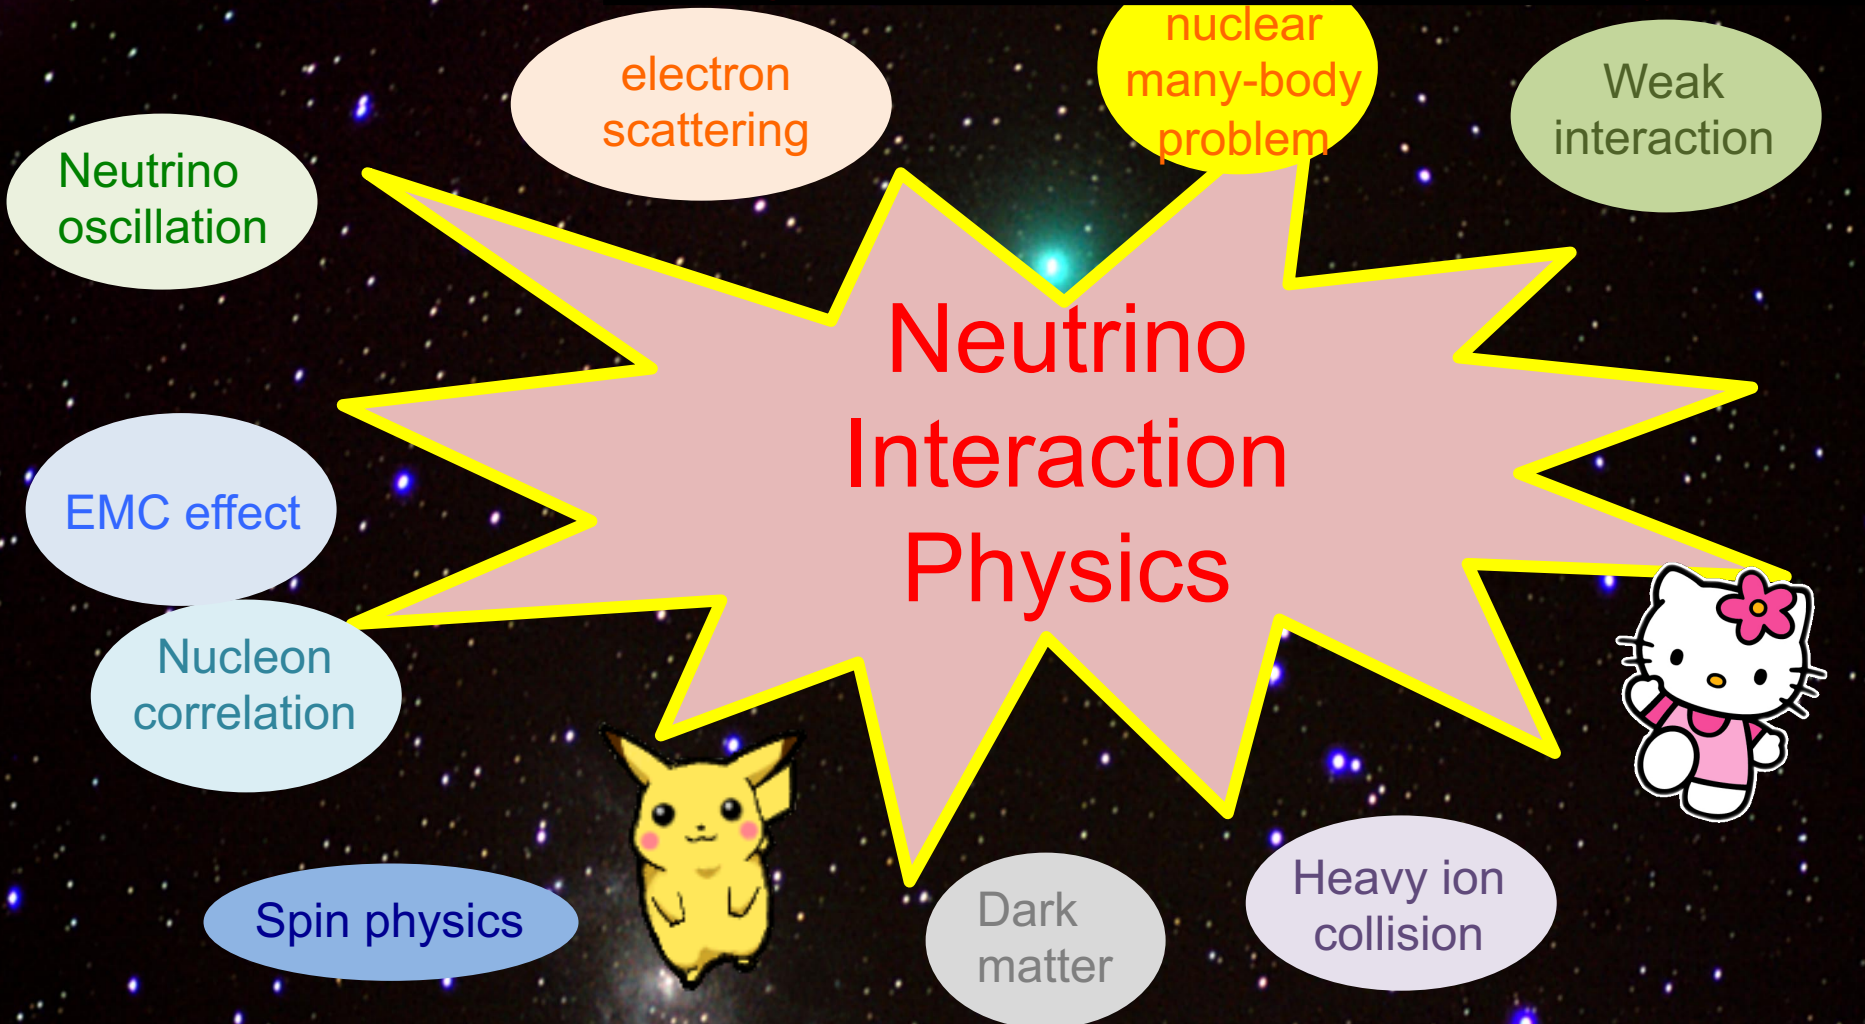 electron
scattering
nuclear
many-body
problem
Weak
interaction
Neutrino
oscillation
Neutrino
Interaction
Physics
EMC effect
Nucleon
correlation
Spin physics
Dark
matter
Heavy ion
collision